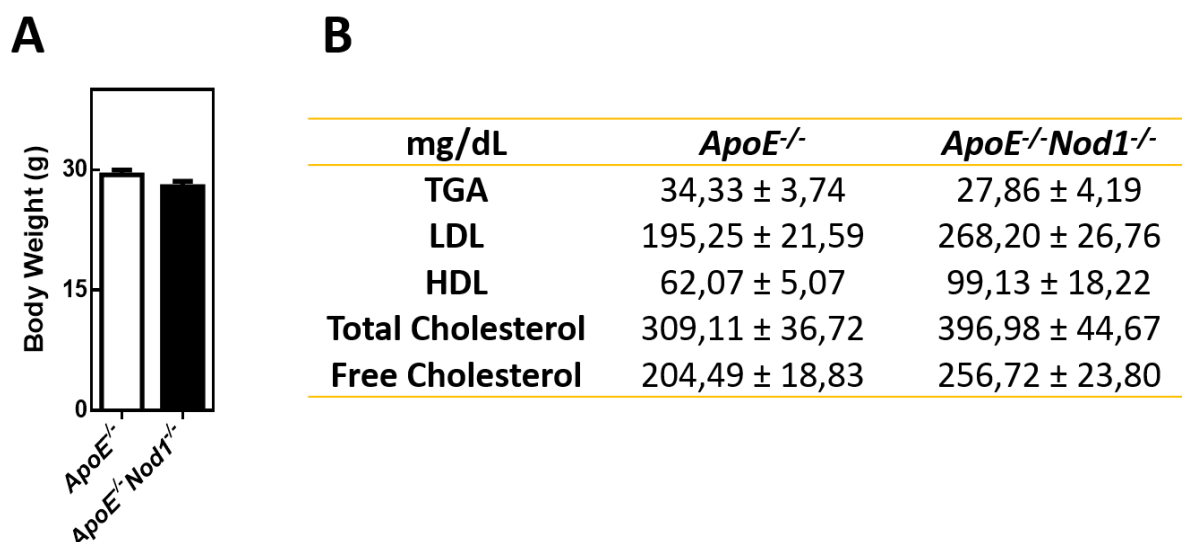 A
Body Weight (g)
30
15
0
ApoE-/-
ApoE-/-Nod1-/-
B
mg/dL ApoE-/- ApoE-/-Nod1-/-
TGA 34,33 ± 3,74 27,86 ± 4,19
LDL 195,25 ± 21,59 268,20 ± 26,76
HDL 62,07 ± 5,07 99,13 ± 18,22
Total Cholesterol 309,11 ± 36,72 396,98 ± 44,67
Free Cholesterol 204,49 ± 18,83 256,72 ± 23,80